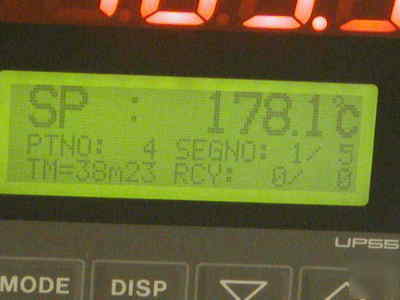 SP : 178.1℃
PTNO: 4 SEGNO: 1/ 5
TM=38m23 RCY: 0/ 0
UP55
MODE DISP